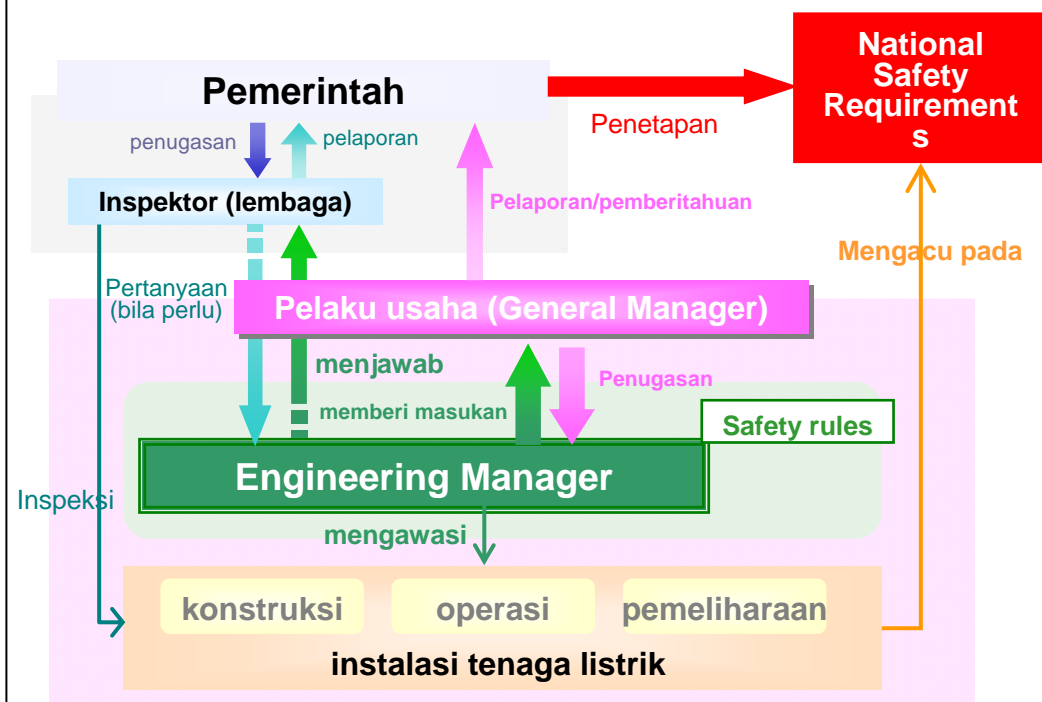 National
Safety
Requirement
s
Pemerintah
Penetapan
penugasan
pelaporan
Inspektor (lembaga)
Pelaporan/pemberitahuan
Mengacu pada
Pertanyaan
(bila perlu)
Pelaku usaha (General Manager)
menjawab
Penugasan
memberi masukan
Safety rules
Engineering Manager
Inspeksi
mengawasi
konstruksi
operasi
pemeliharaan
instalasi tenaga listrik